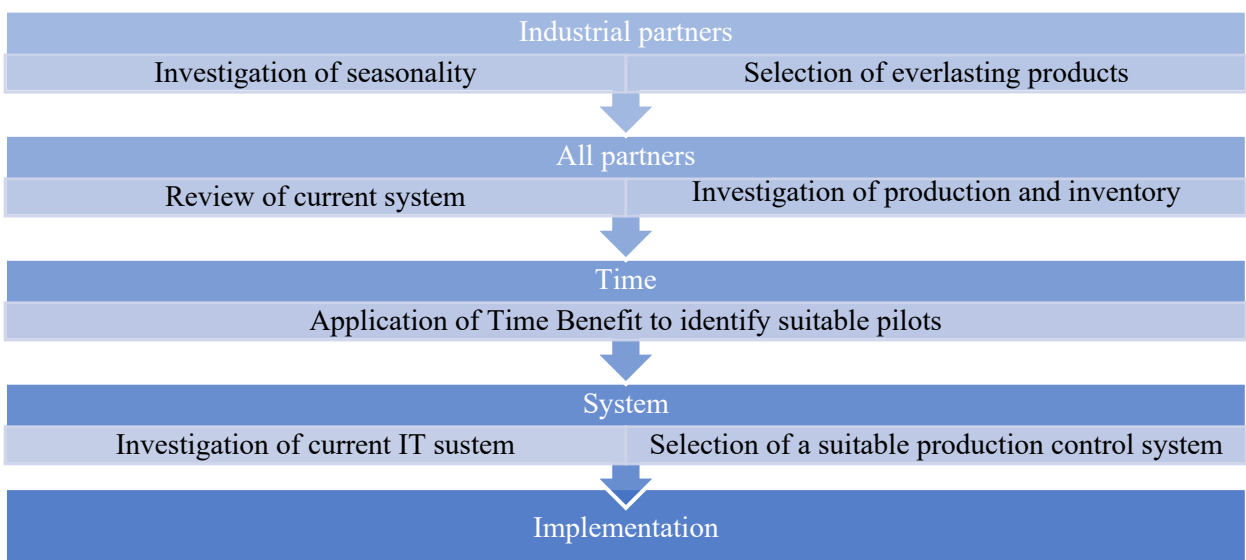 Industrial partners
Investigation of seasonality
Selection of everlasting products
All partners
Review of current system
Investigation of production and inventory
Time
Application of Time Benefit to identify suitable pilots
System
Investigation of current IT sustem
Selection of a suitable production control system
Implementation